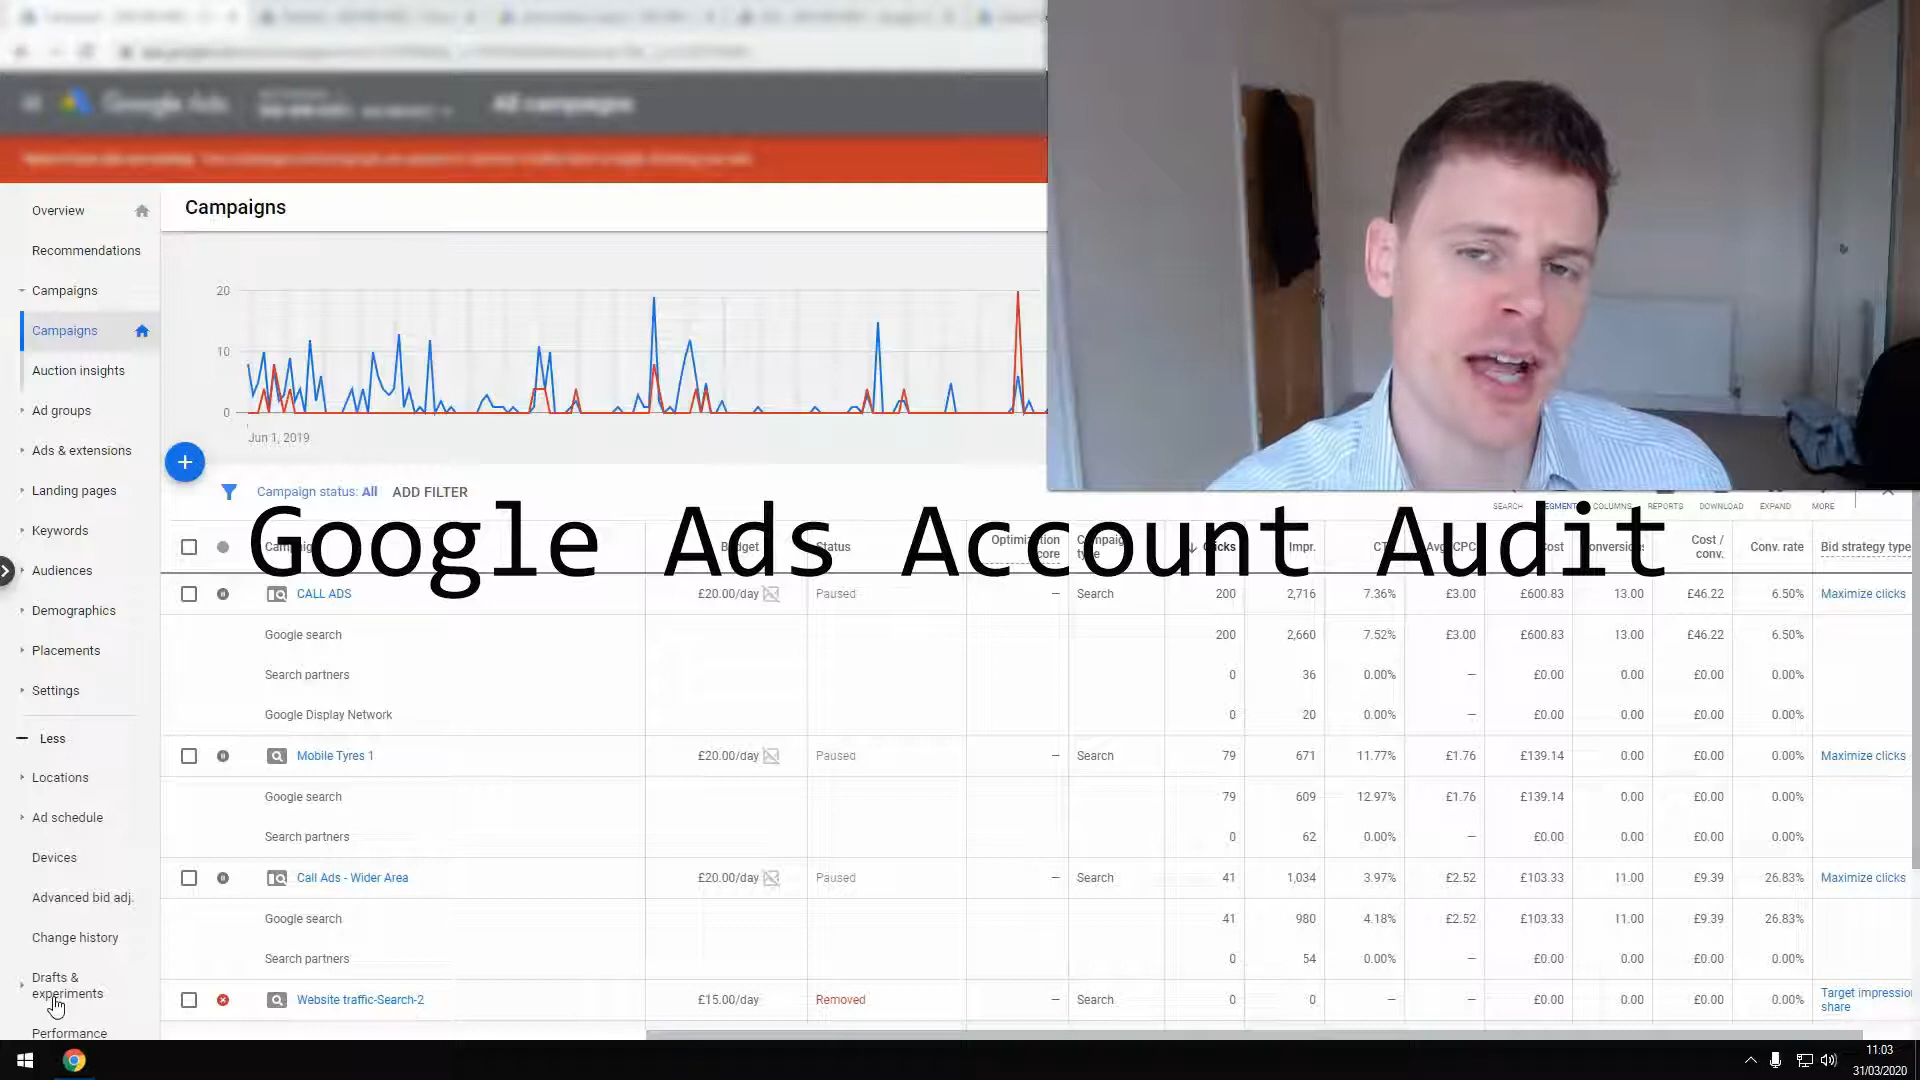 Google Ads
All campaigns
Overview
Recommendations
Campaigns
Campaigns
Auction insights
Ad groups
Ads & extensions
Landing pages
Keywords
Audiences
Demographics
Placements
Settings
Less
Locations
Ad schedule
Devices
Advanced bid adj.
Change history
Drafts &
experiments
Performance
Campaigns
20
10
0
Jun 1, 2019
Campaign status: All ADD FILTER
SEARCH COLUMNS REPORTS DOWNLOAD EXPAND MORE
Google Ads Account Audit
Status Clicks Impr. Cost / conv. Conv. rate Bid strategy type
CALL ADS £20.00/day Paused — Search 200 2,716 7.36% £3.00 £600.83 13.00 £46.22 6.50% Maximize clicks
Google search 200 2,660 7.52% £3.00 £600.83 13.00 £46.22 6.50%
Search partners 0 36 0.00% — £0.00 0.00 £0.00 0.00%
Google Display Network 0 20 0.00% — £0.00 0.00 £0.00 0.00%
Mobile Tyres 1 £20.00/day Paused — Search 79 671 11.77% £1.76 £139.14 0.00 £0.00 0.00% Maximize clicks
Google search 79 609 12.97% £1.76 £139.14 0.00 £0.00 0.00%
Search partners 0 62 0.00% — £0.00 0.00 £0.00 0.00%
Call Ads - Wider Area £20.00/day Paused — Search 41 1,034 3.97% £2.52 £103.33 11.00 £9.39 26.83% Maximize clicks
Google search 41 980 4.18% £2.52 £103.33 11.00 £9.39 26.83%
Search partners 0 54 0.00% — £0.00 0.00 £0.00 0.00%
Website traffic-Search-2 £15.00/day Removed — Search 0 0 — — £0.00 0.00 £0.00 0.00% Target impression
share
11:03
31/03/2020